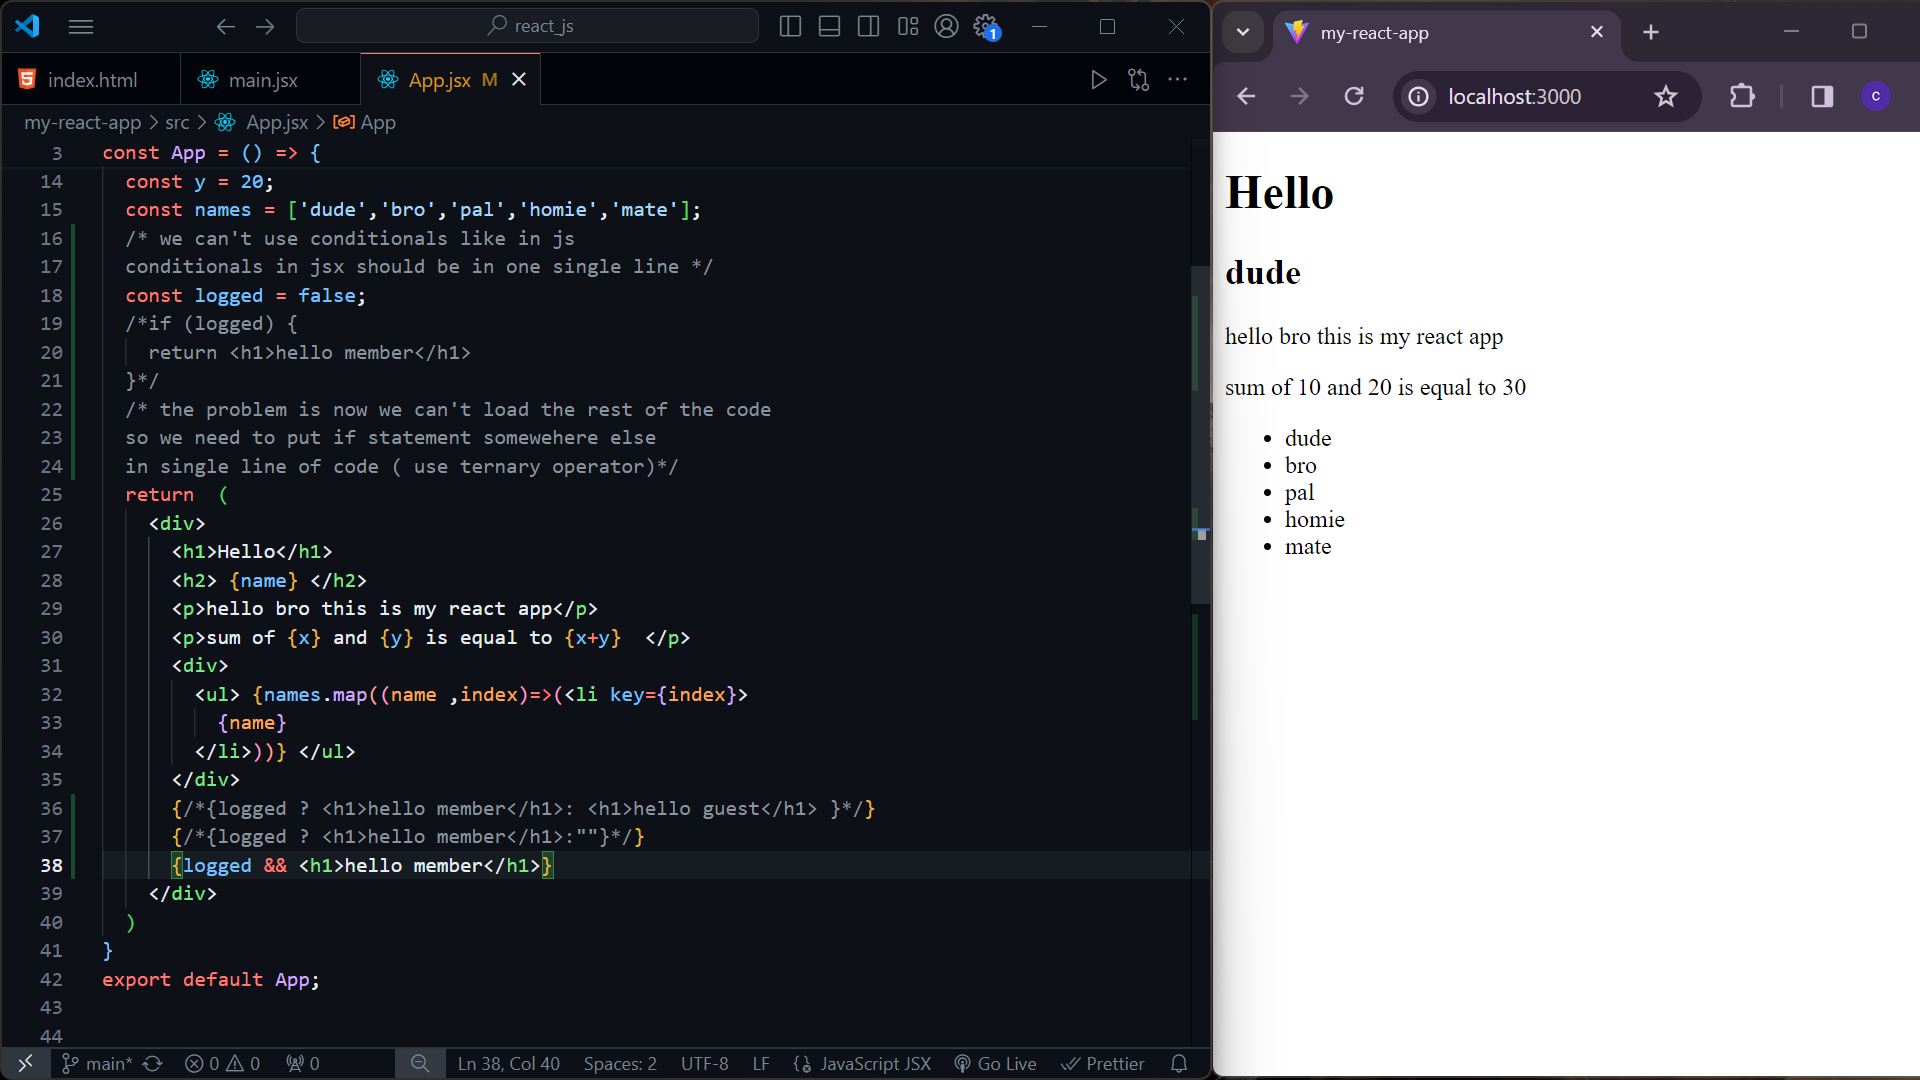 react_js
1
index.html
main.jsx
App.jsx M
my-react-app > src > App.jsx > App
3 const App = () => {
14 const y = 20;
15 const names = ['dude','bro','pal','homie','mate'];
16 /* we can't use conditionals like in js
17 conditionals in jsx should be in one single line */
18 const logged = false;
19 /*if (logged) {
20 return <h1>hello member</h1>
21 }*/
22 /* the problem is now we can't load the rest of the code
23 so we need to put if statement somewehere else
24 in single line of code ( use ternary operator)*/
25 return  (
26 <div>
27 <h1>Hello</h1>
28 <h2> {name} </h2>
29 <p>hello bro this is my react app</p>
30 <p>sum of {x} and {y} is equal to {x+y}  </p>
31 <div>
32 <ul> {names.map((name ,index)=>(<li key={index}>
33 {name}
34 </li>))} </ul>
35 </div>
36 {/*{logged ? <h1>hello member</h1>: <h1>hello guest</h1> }*/}
37 {/*{logged ? <h1>hello member</h1>:""}*/}
38 {logged && <h1>hello member</h1>}
39 </div>
40 )
41 }
42 export default App;
43
44
main* 0 0 0 Ln 38, Col 40 Spaces: 2 UTF-8 LF {} JavaScript JSX Go Live Prettier
my-react-app
localhost:3000
C
Hello
dude
hello bro this is my react app
sum of 10 and 20 is equal to 30
• dude
• bro
• pal
• homie
• mate